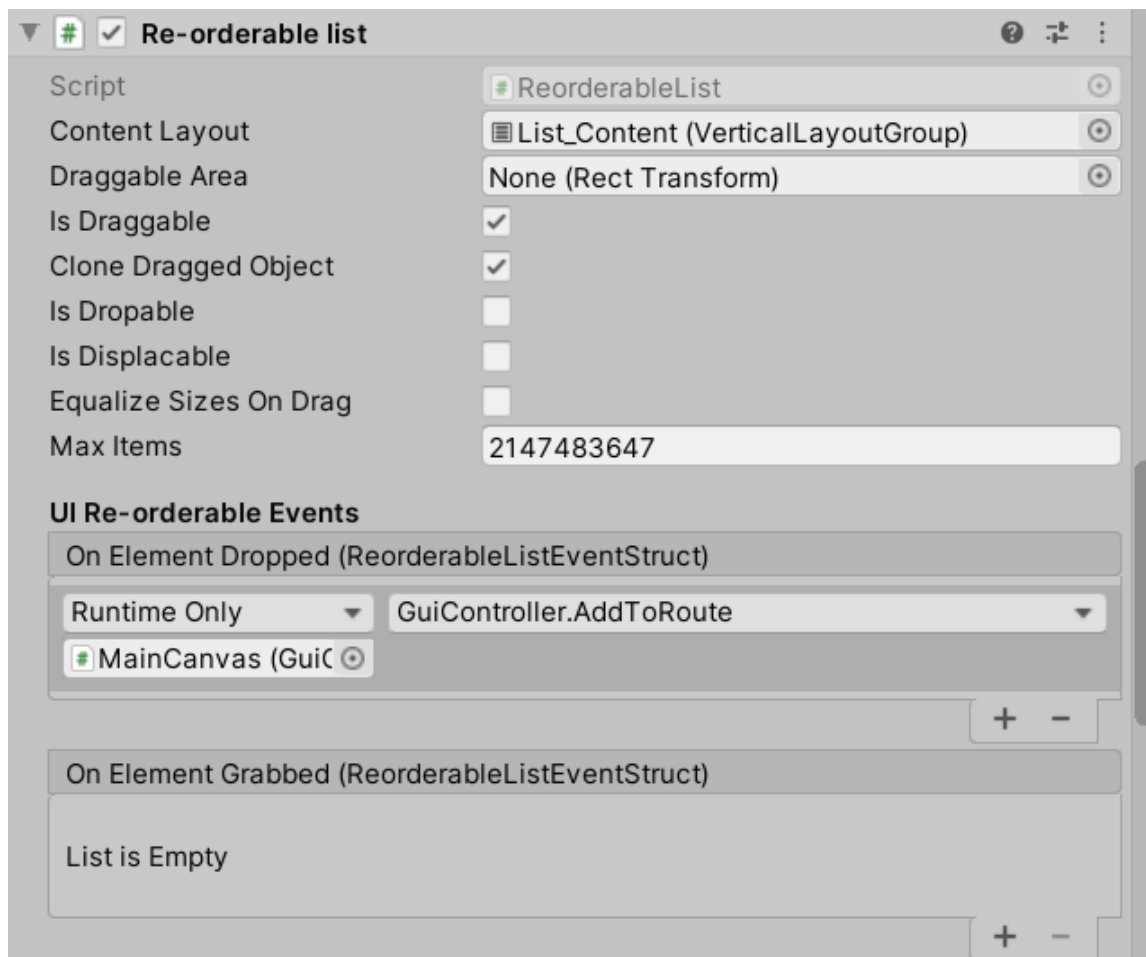 Re-orderable list
Script ReorderableList
Content Layout List_Content (VerticalLayoutGroup)
Draggable Area None (Rect Transform)
Is Draggable
Clone Dragged Object
Is Dropable
Is Displacable
Equalize Sizes On Drag
Max Items 2147483647
UI Re-orderable Events
On Element Dropped (ReorderableListEventStruct)
Runtime Only GuiController.AddToRoute
MainCanvas (GuiC
On Element Grabbed (ReorderableListEventStruct)
List is Empty